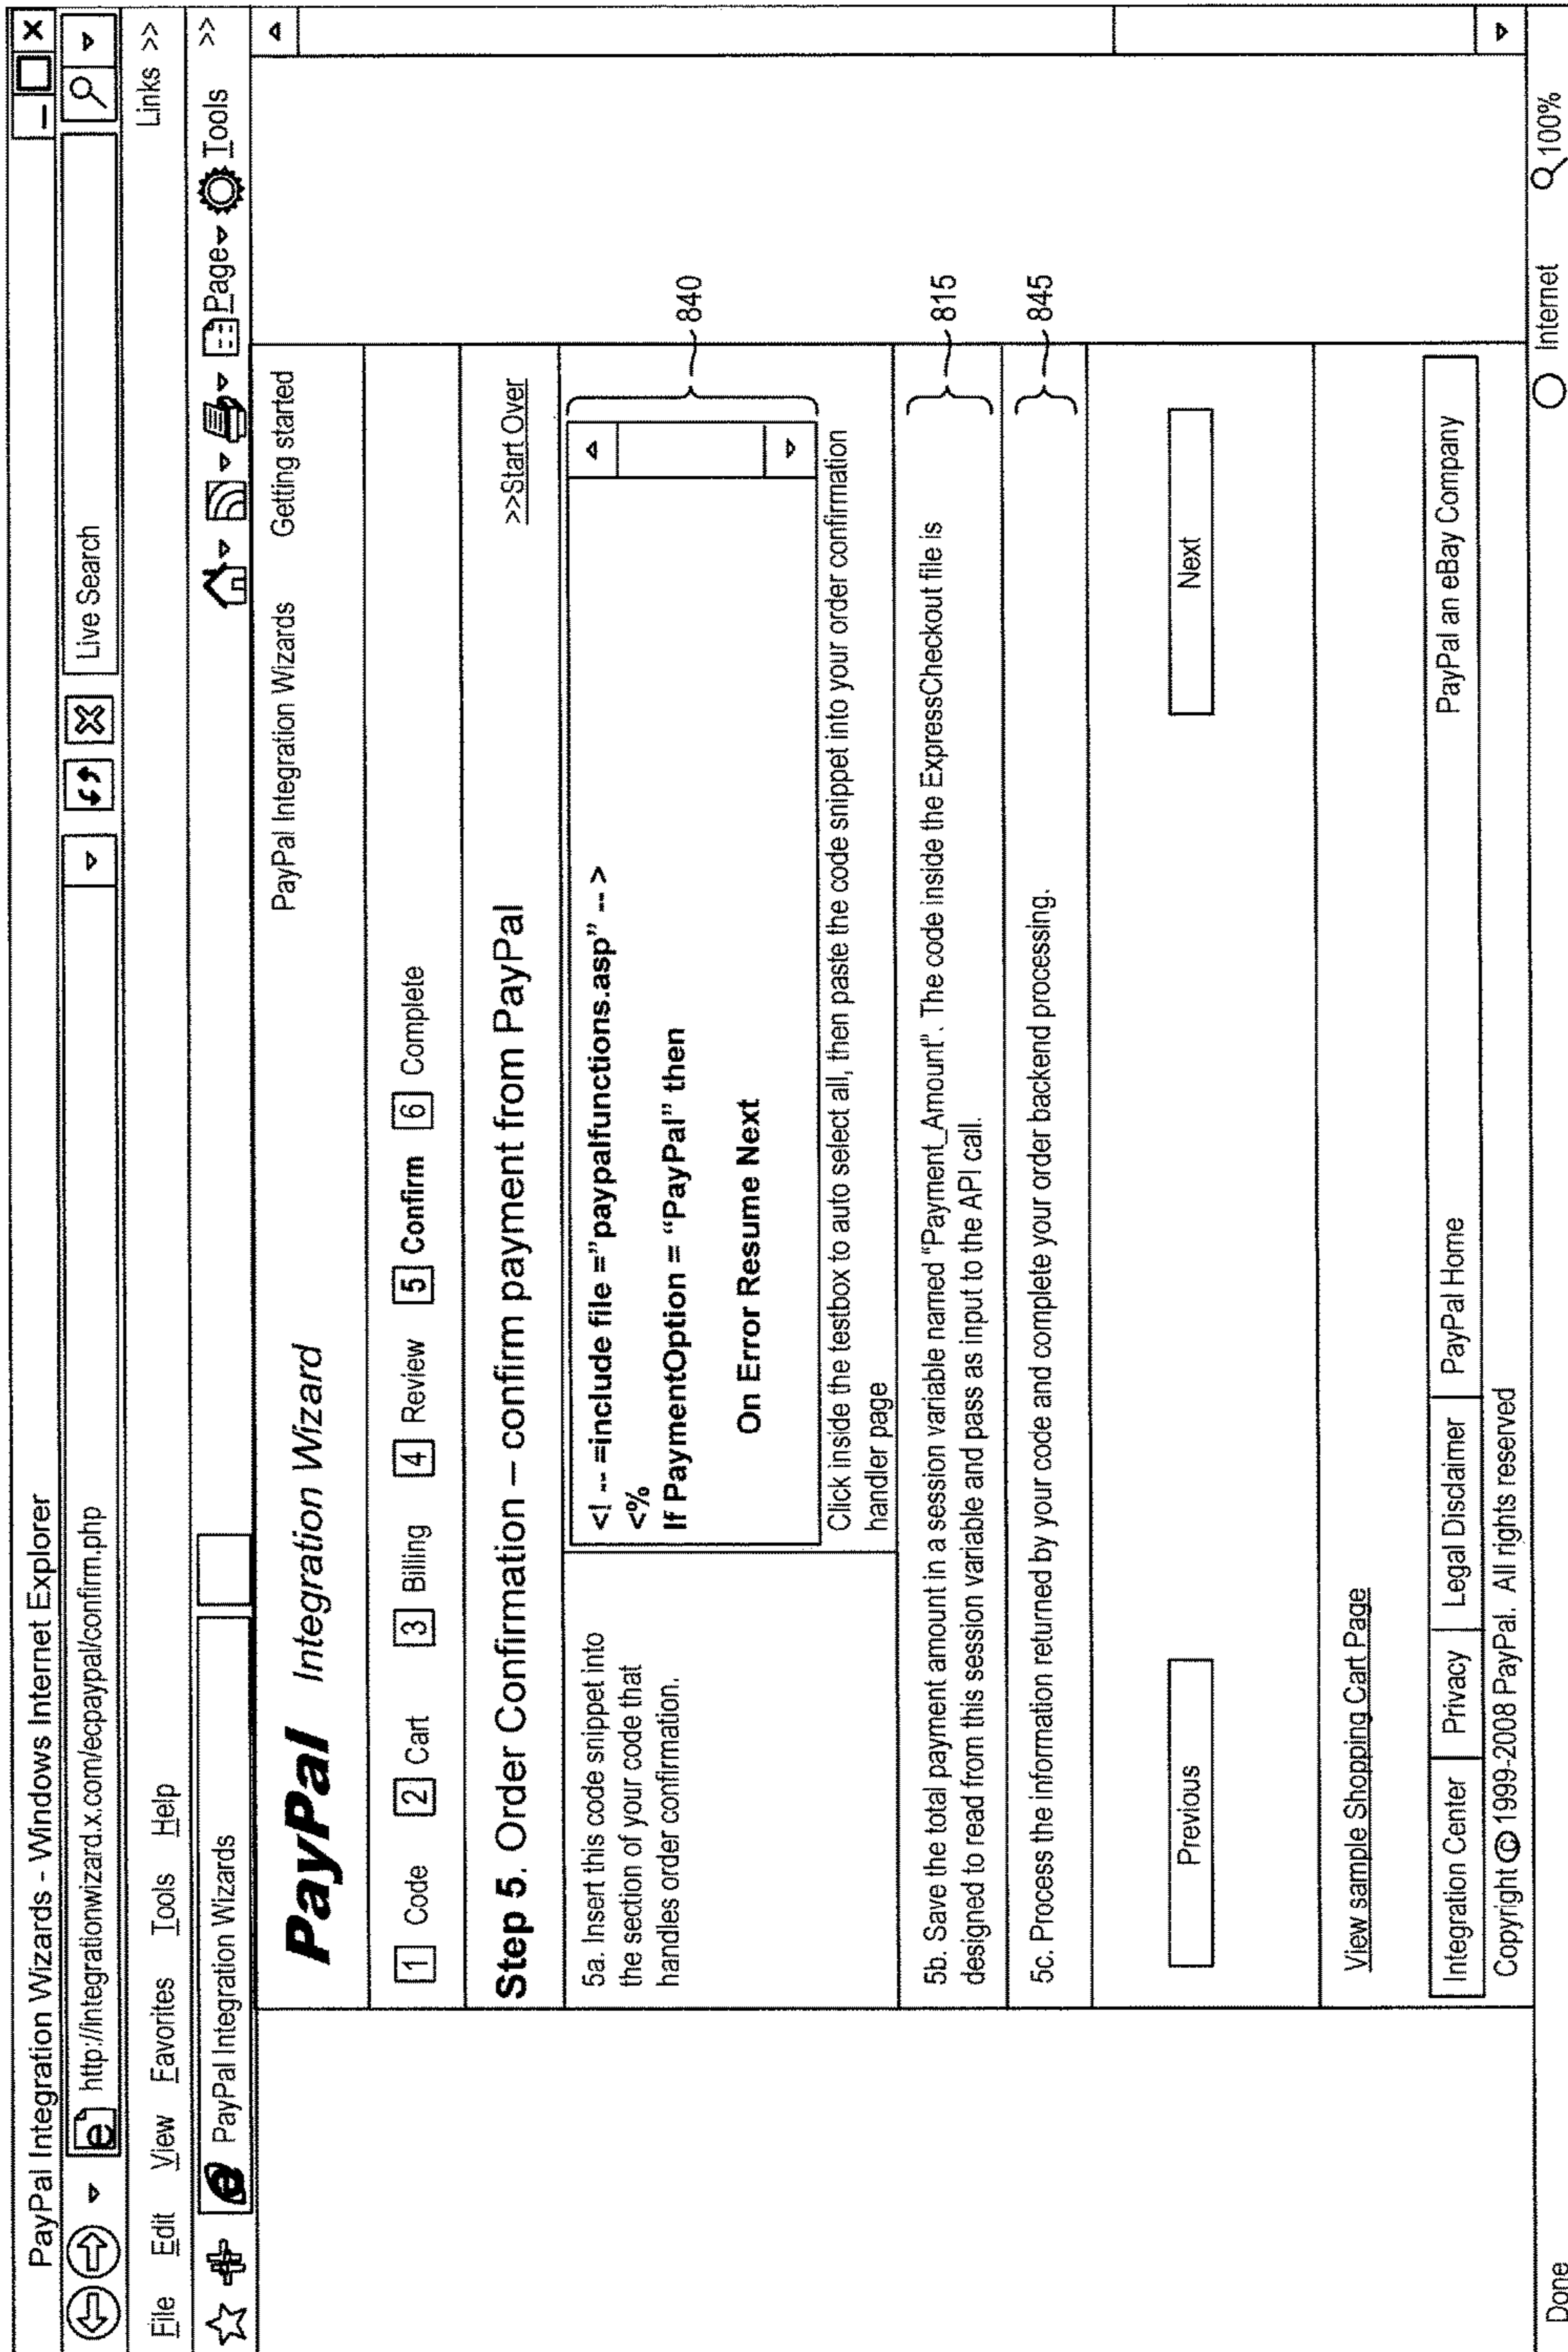 PayPal Integration Wizards - Windows Internet Explorer
http://integrationwizard.x.com/ecpaypal/confirm.php
Live Search
File Edit View Favorites Tools Help
Links >>
PayPal Integration Wizards
Page Tools >>
PayPal Integration Wizard
PayPal Integration Wizards Getting started
1 Code 2 Cart 3 Billing 4 Review 5 Confirm 6 Complete
Step 5. Order Confirmation – confirm payment from PayPal
>>Start Over
5a. Insert this code snippet into
the section of your code that
handles order confirmation.
<! -- =include file ="paypalfunctions.asp" -- >
<%
If PaymentOption = “PayPal” then
On Error Resume Next
840
Click inside the testbox to auto select all, then paste the code snippet into your order confirmation
handler page
5b. Save the total payment amount in a session variable named “Payment_Amount”. The code inside the ExpressCheckout file is
designed to read from this session variable and pass as input to the API call.
815
5c. Process the information returned by your code and complete your order backend processing.
845
Previous
Next
View sample Shopping Cart Page
Integration Center Privacy Legal Disclaimer PayPal Home PayPal an eBay Company
Copyright © 1999-2008 PayPal. All rights reserved
Done
Internet
100%